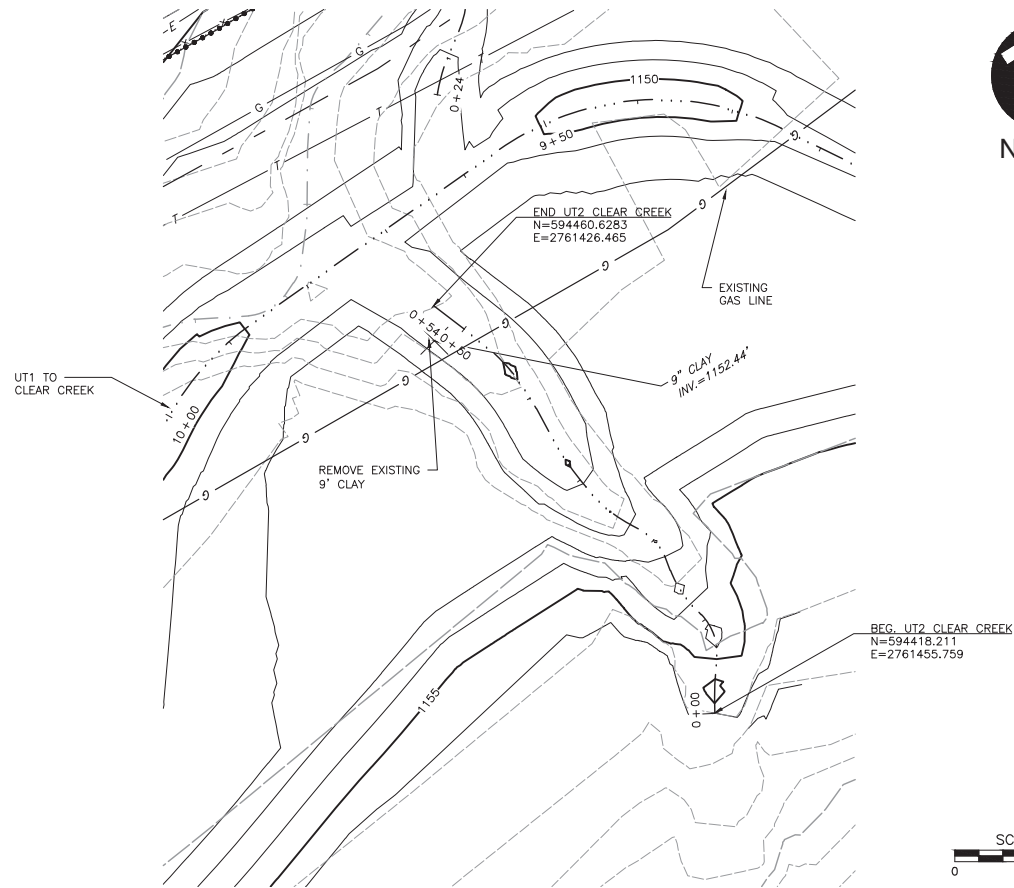 E
G
G
T
T
T
0+24
1150
9+50
G
N
END UT2 CLEAR CREEK
N=594460.6283
E=2761426.465
G
G
EXISTING
GAS LINE
0+54
0+50
G
9" CLAY
INV.=1152.44'
UT1 TO
CLEAR CREEK
10+00
G
G
G
REMOVE EXISTING
9' CLAY
BEG. UT2 CLEAR CREEK
N=594418.211
E=2761455.759
1155
0+00
SC
0